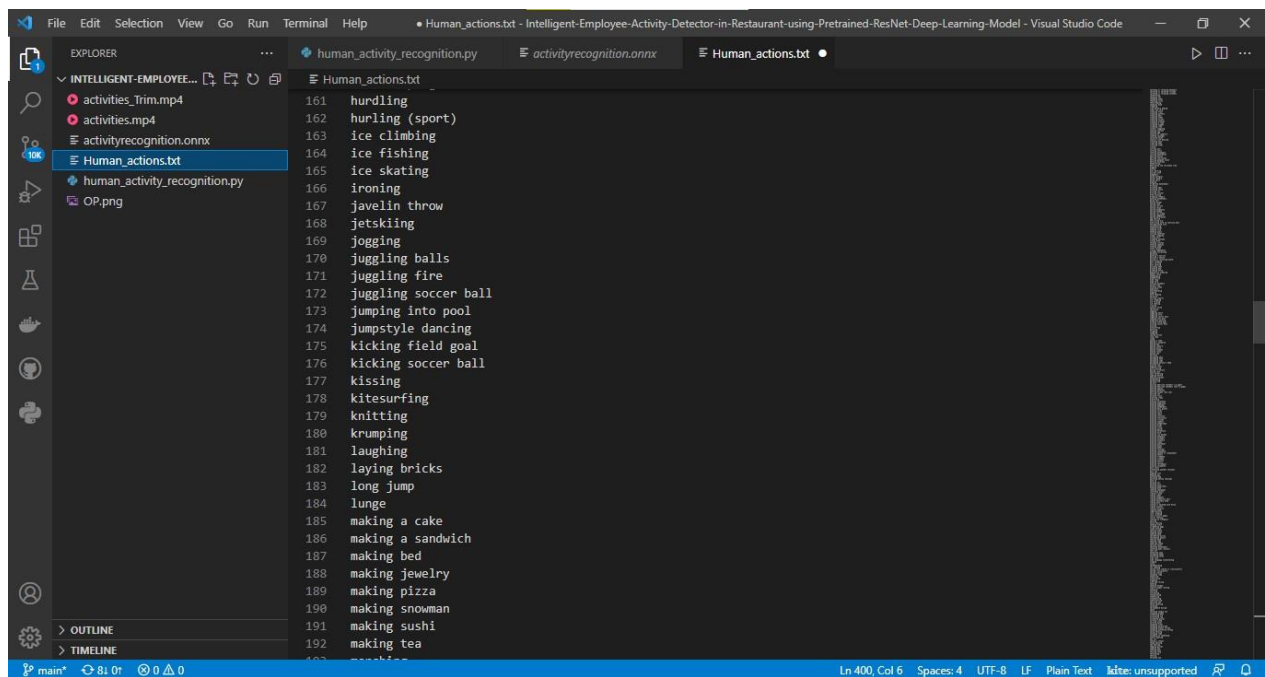 File Edit Selection View Go Run Terminal Help
● Human_actions.txt - Intelligent-Employee-Activity-Detector-in-Restaurant-using-Pretrained-ResNet-Deep-Learning-Model - Visual Studio Code
EXPLORER
human_activity_recognition.py
activityrecognition.onnx
Human_actions.txt
INTELLIGENT-EMPLOYEE...
activities_Trim.mp4
activities.mp4
activityrecognition.onnx
Human_actions.txt
human_activity_recognition.py
OP.png
1
10K
Human_actions.txt
161 hurdling
162 hurling (sport)
163 ice climbing
164 ice fishing
165 ice skating
166 ironing
167 javelin throw
168 jetskiing
169 jogging
170 juggling balls
171 juggling fire
172 juggling soccer ball
173 jumping into pool
174 jumpstyle dancing
175 kicking field goal
176 kicking soccer ball
177 kissing
178 kitesurfing
179 knitting
180 krumping
181 laughing
182 laying bricks
183 long jump
184 lunge
185 making a cake
186 making a sandwich
187 making bed
188 making jewelry
189 making pizza
190 making snowman
191 making sushi
192 making tea
OUTLINE
TIMELINE
main* 8↓ 0↑ 0 0
Ln 400, Col 6 Spaces: 4 UTF-8 LF Plain Text kite: unsupported